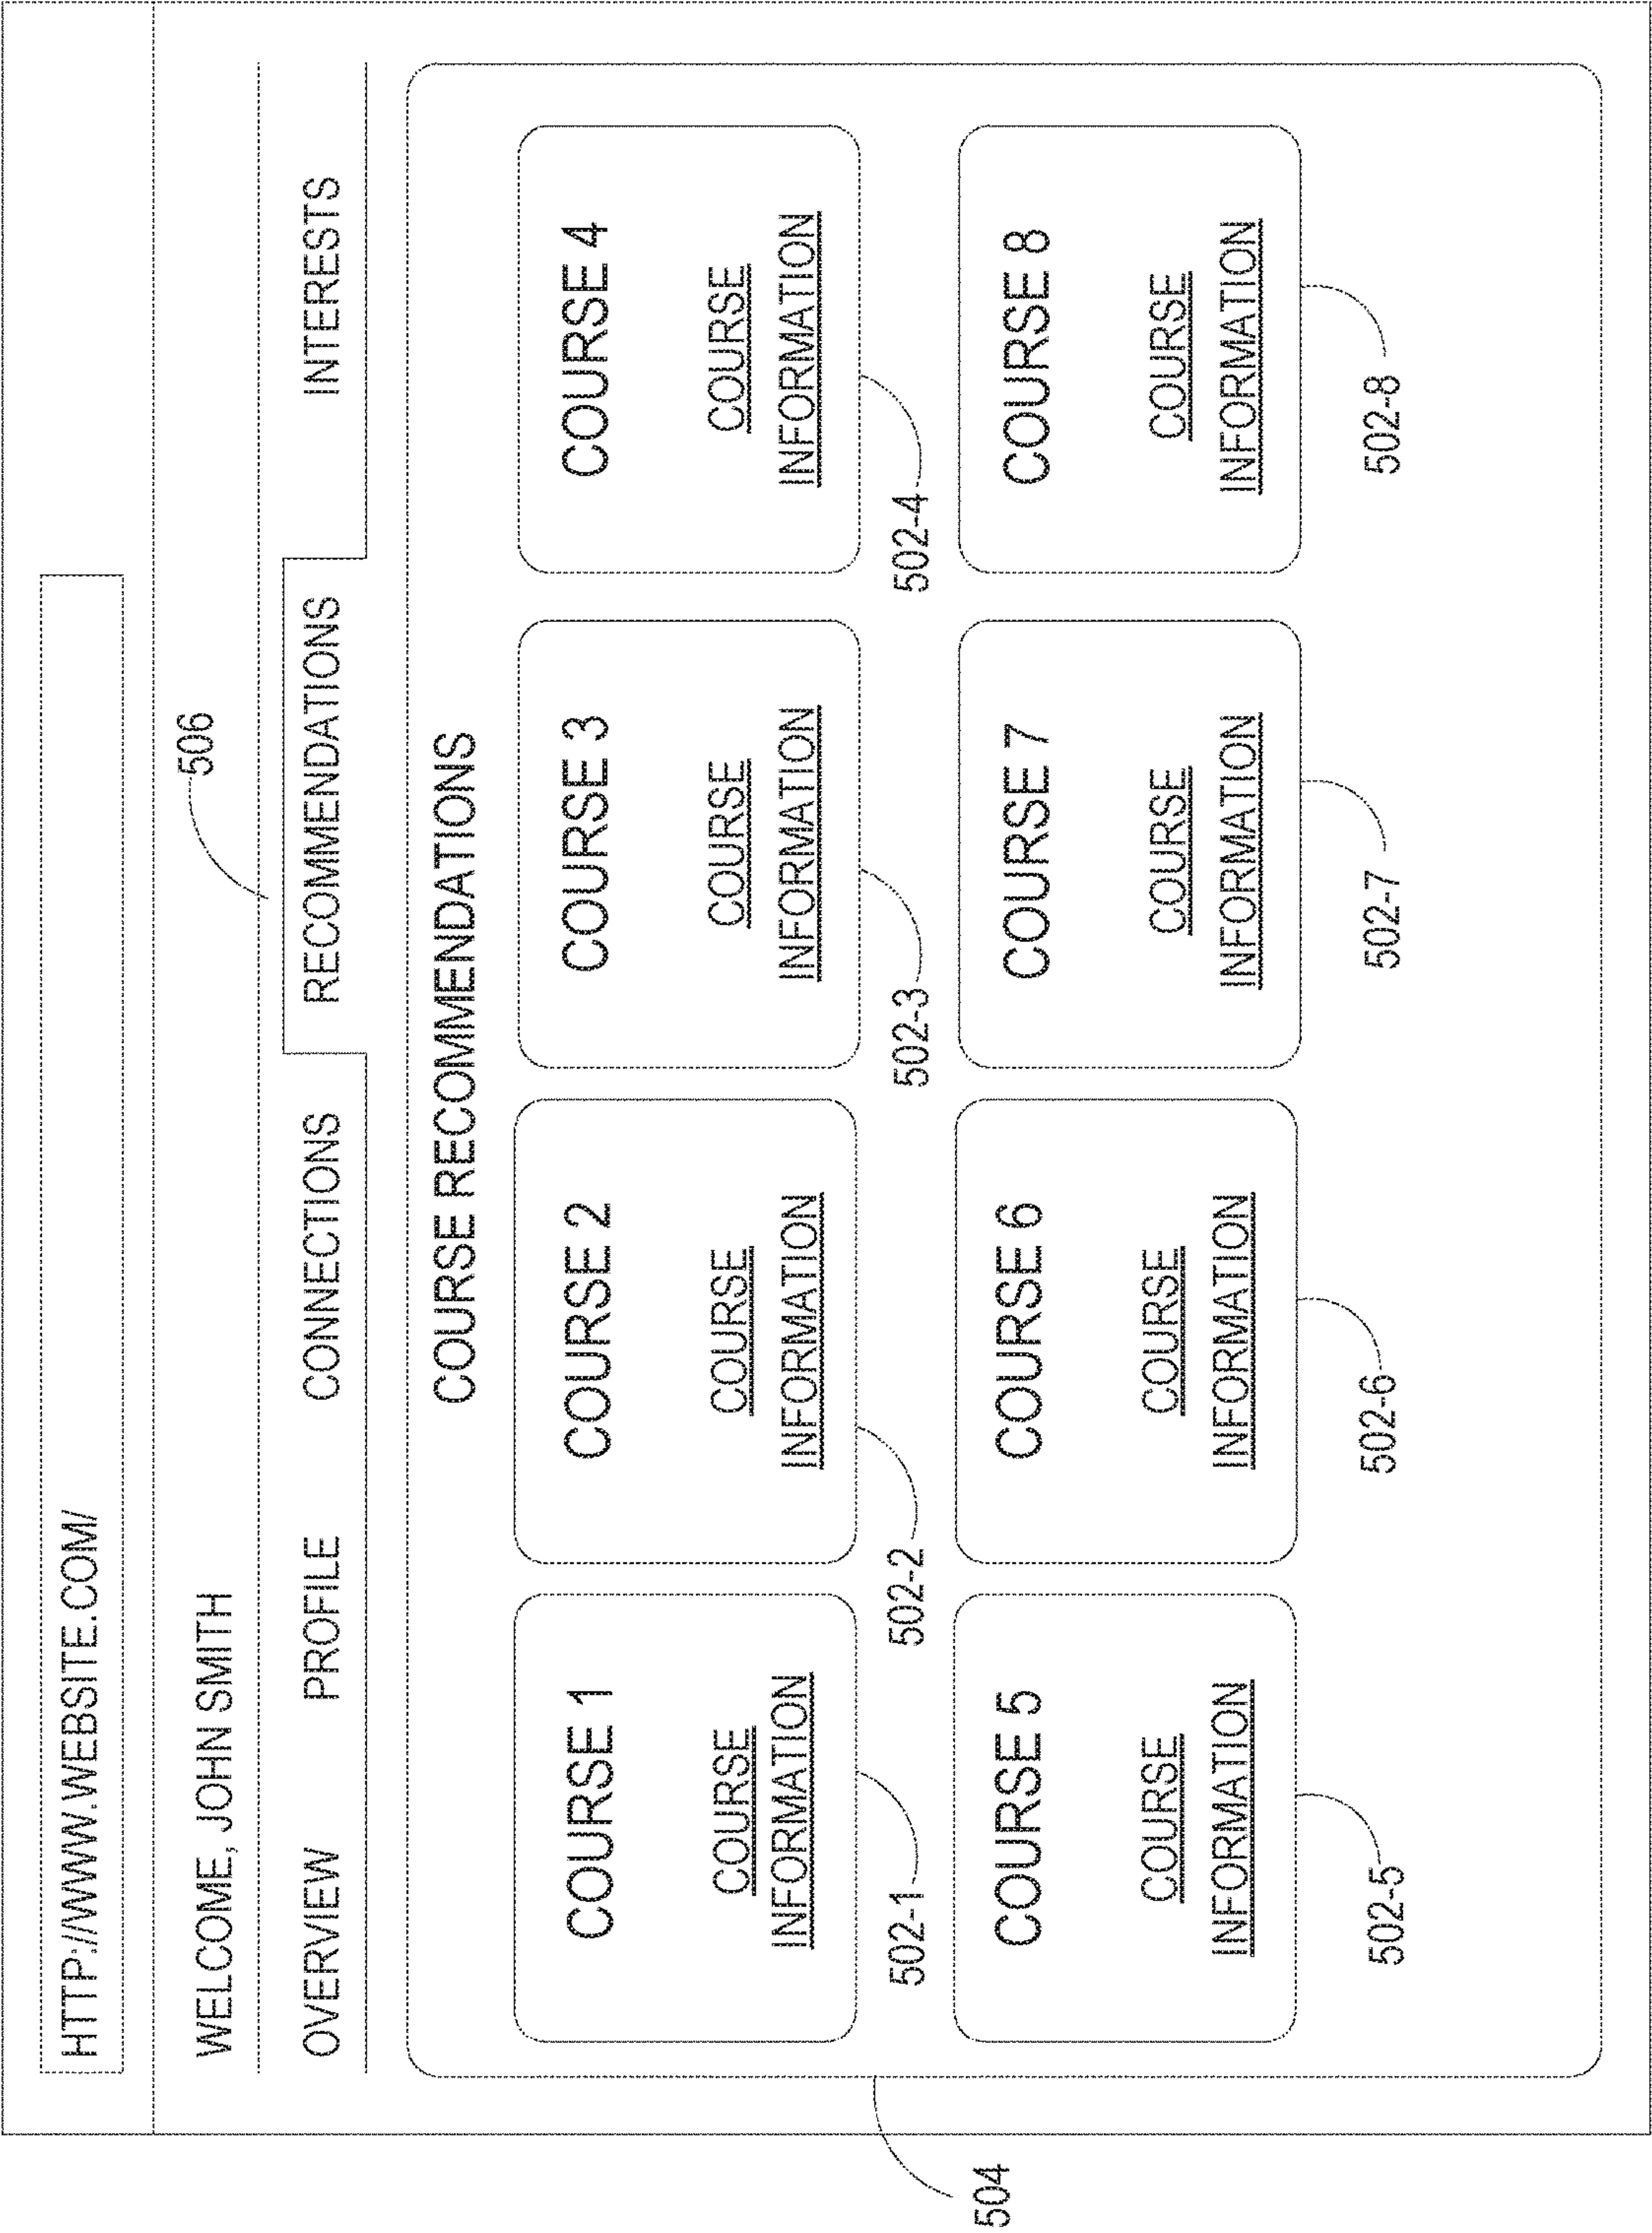 HTTP://WWW.WEBSITE.COM/
WELCOME, JOHN SMITH
506
OVERVIEW PROFILE CONNECTIONS RECOMMENDATIONS INTERESTS
COURSE RECOMMENDATIONS
COURSE 1 COURSE 2 COURSE 3 COURSE 4
COURSE COURSE COURSE COURSE
INFORMATION INFORMATION INFORMATION INFORMATION
502-1 502-2 502-3 502-4
504
COURSE 5 COURSE 6 COURSE 7 COURSE 8
COURSE COURSE COURSE COURSE
INFORMATION INFORMATION INFORMATION INFORMATION
502-5 502-6 502-7 502-8